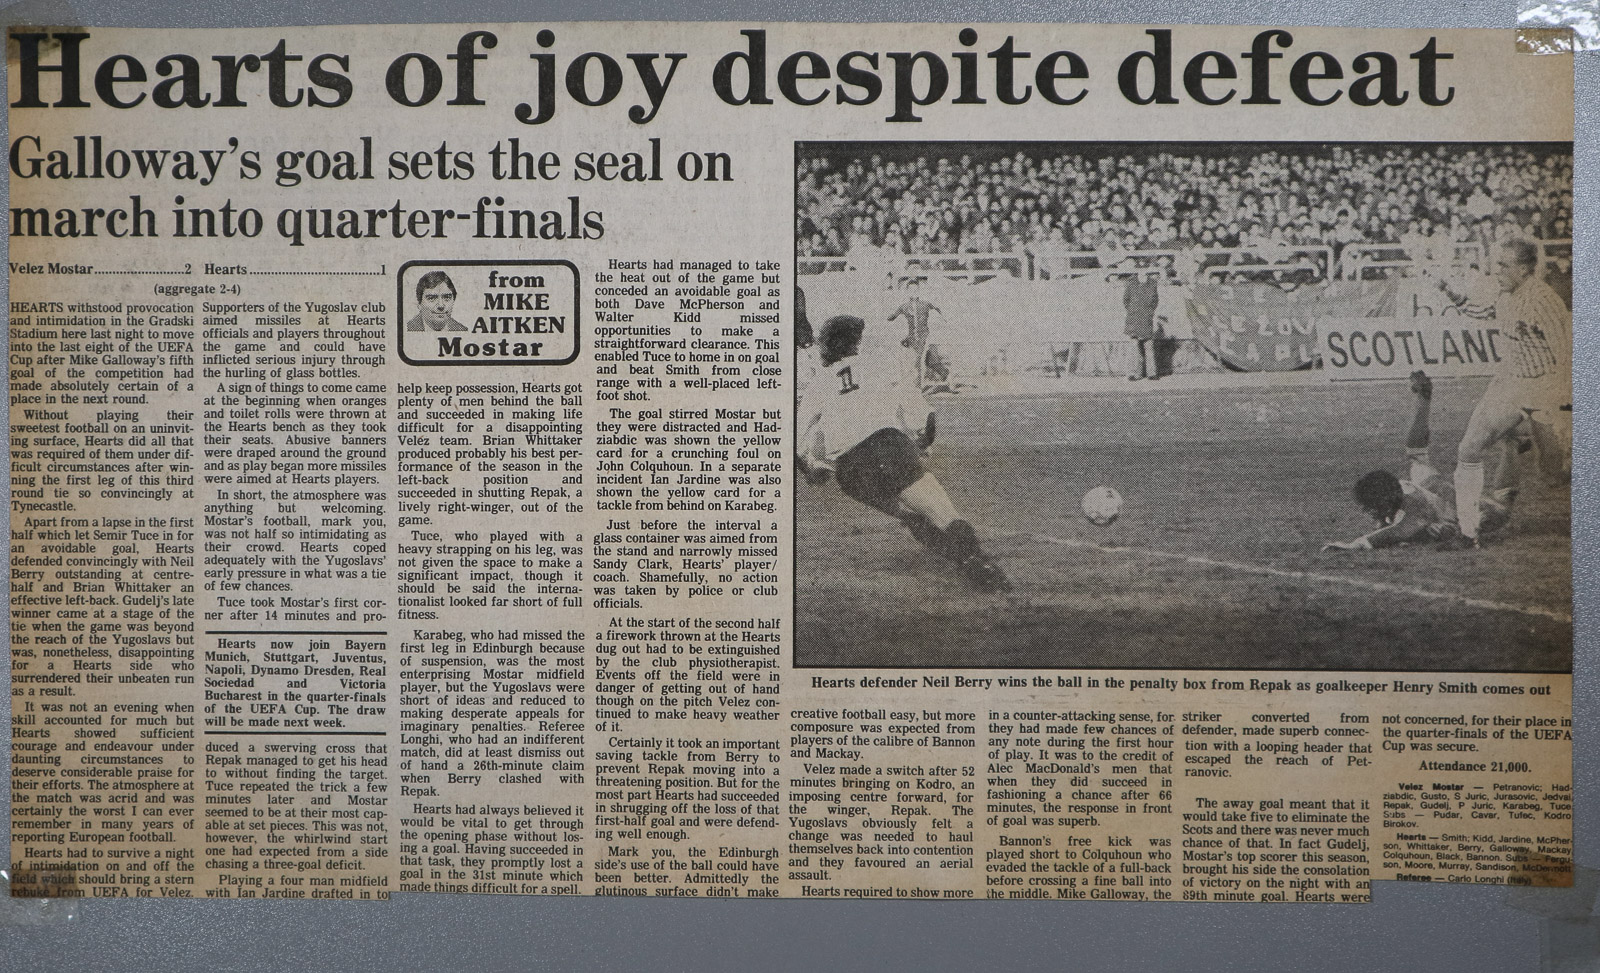 Hearts of joy despite defeat
Galloway's goal sets the seal on
march into quarter-finals
Velez Mostar.........................2 Hearts....................................1
(aggregate 2-4)
HEARTS withstood provocation
and intimidation in the Gradski
Stadium here last night to move
into the last eight of the UEFA
Cup after Mike Galloway's fifth
goal of the competition had
made absolutely certain of a
place in the next round.
Without playing their
sweetest football on an uninvit-
ing surface, Hearts did all that
was required of them under dif-
ficult circumstances after win-
ning the first leg of this third
round tie so convincingly at
Tynecastle.
Apart from a lapse in the first
half which let Semir Tuce in for
an avoidable goal, Hearts
defended convincingly with Neil
Berry outstanding at centre-
half and Brian Whittaker an
effective left-back. Gudelj's late
winner came at a stage of the
tie when the game was beyond
the reach of the Yugoslavs but
was, nonetheless, disappointing
for a Hearts side who
surrendered their unbeaten run
as a result.
It was not an evening when
skill accounted for much but
Hearts showed sufficient
courage and endeavour under
daunting circumstances to
deserve considerable praise for
their efforts. The atmosphere at
the match was acrid and was
certainly the worst I can ever
remember in many years of
reporting European football.
Hearts had to survive a night
of intimidation on and off the
field which should bring a stern
rebuke from UEFA for Velez.
Supporters of the Yugoslav club
aimed missiles at Hearts
officials and players throughout
the game and could have
inflicted serious injury through
the hurling of glass bottles.
A sign of things to come came
at the beginning when oranges
and toilet rolls were thrown at
the Hearts bench as they took
their seats. Abusive banners
were draped around the ground
and as play began more missiles
were aimed at Hearts players.
In short, the atmosphere was
anything but welcoming.
Mostar's football, mark you,
was not half so intimidating as
their crowd. Hearts coped
adequately with the Yugoslavs'
early pressure in what was a tie
of few chances.
Tuce took Mostar's first cor-
ner after 14 minutes and pro-
Hearts now join Bayern
Munich, Stuttgart, Juventus,
Napoli, Dynamo Dresden, Real
Sociedad and Victoria
Bucharest in the quarter-finals
of the UEFA Cup. The draw
will be made next week.
duced a swerving cross that
Repak managed to get his head
to without finding the target.
Tuce repeated the trick a few
minutes later and Mostar
seemed to be at their most cap-
able at set pieces. This was not,
however, the whirlwind start
one had expected from a side
chasing a three-goal deficit.
Playing a four man midfield
with Ian Jardine drafted in to
from
MIKE
AITKEN
Mostar
help keep possession, Hearts got
plenty of men behind the ball
and succeeded in making life
difficult for a disappointing
Velez team. Brian Whittaker
produced probably his best per-
formance of the season in the
left-back position and
succeeded in shutting Repak, a
lively right-winger, out of the
game.
Tuce, who played with a
heavy strapping on his leg, was
not given the space to make a
significant impact, though it
should be said the interna-
tionalist looked far short of full
fitness.
Karabeg, who had missed the
first leg in Edinburgh because
of suspension, was the most
enterprising Mostar midfield
player, but the Yugoslavs were
short of ideas and reduced to
making desperate appeals for
imaginary penalties. Referee
Longhi, who had an indifferent
match, did at least dismiss out
of hand a 26th-minute claim
when Berry clashed with
Repak.
Hearts had always believed it
would be vital to get through
the opening phase without los-
ing a goal. Having succeeded in
that task, they promptly lost a
goal in the 31st minute which
made things difficult for a spell.
Hearts had managed to take
the heat out of the game but
conceded an avoidable goal as
both Dave McPherson and
Walter Kidd missed
opportunities to make a
straightforward clearance. This
enabled Tuce to home in on goal
and beat Smith from close
range with a well-placed left-
foot shot.
The goal stirred Mostar but
they were distracted and Had-
ziabdic was shown the yellow
card for a crunching foul on
John Colquhoun. In a separate
incident Ian Jardine was also
shown the yellow card for a
tackle from behind on Karabeg.
Just before the interval a
glass container was aimed from
the stand and narrowly missed
Sandy Clark, Hearts' player/
coach. Shamefully, no action
was taken by police or club
officials.
At the start of the second half
a firework thrown at the Hearts
dug out had to be extinguished
by the club physiotherapist.
Events off the field were in
danger of getting out of hand
though on the pitch Velez con-
tinued to make heavy weather
of it.
Certainly it took an important
saving tackle from Berry to
prevent Repak moving into a
threatening position. But for the
most part Hearts had succeeded
in shrugging off the loss of that
first-half goal and were defend-
ing well enough.
Mark you, the Edinburgh
side's use of the ball could have
been better. Admittedly the
glutinous surface didn't make
SCOTLAND
Hearts defender Neil Berry wins the ball in the penalty box from Repak as goalkeeper Henry Smith comes out
creative football easy, but more
composure was expected from
players of the calibre of Bannon
and Mackay.
Velez made a switch after 52
minutes bringing on Kodro, an
imposing centre forward, for
the winger, Repak. The
Yugoslavs obviously felt a
change was needed to haul
themselves back into contention
and they favoured an aerial
assault.
Hearts required to show more
in a counter-attacking sense, for
they had made few chances of
any note during the first hour
of play. It was to the credit of
Alec MacDonald's men that
when they did succeed in
fashioning a chance after 66
minutes, the response in front
of goal was superb.
Bannon's free kick was
played short to Colquhoun who
evaded the tackle of a full-back
before crossing a fine ball into
the middle. Mike Galloway, the
striker converted from
defender, made superb connec-
tion with a looping header that
escaped the reach of Pet-
ranovic.
The away goal meant that it
would take five to eliminate the
Scots and there was never much
chance of that. In fact Gudelj,
Mostar's top scorer this season,
brought his side the consolation
of victory on the night with an
89th minute goal. Hearts were
not concerned, for their place in
the quarter-finals of the UEFA
Cup was secure.
Attendance 21,000.
Velez Mostar — Petranovic; Had-
ziabdic, Gusto, S Juric, Jurasovic, Jedvai,
Repak, Gudelj, P Juric, Karabeg, Tuce
Subs — Pudar, Cavar, Tufec, Kodro
Birokov.
Hearts — Smith; Kidd, Jardine, McPher-
son, Whittaker, Berry, Galloway, Mackay,
Colquhoun, Black, Bannon. Subs — Fergu-
son, Moore, Murray, Sandison, McDermott
Referee — Carlo Longhi (Italy)